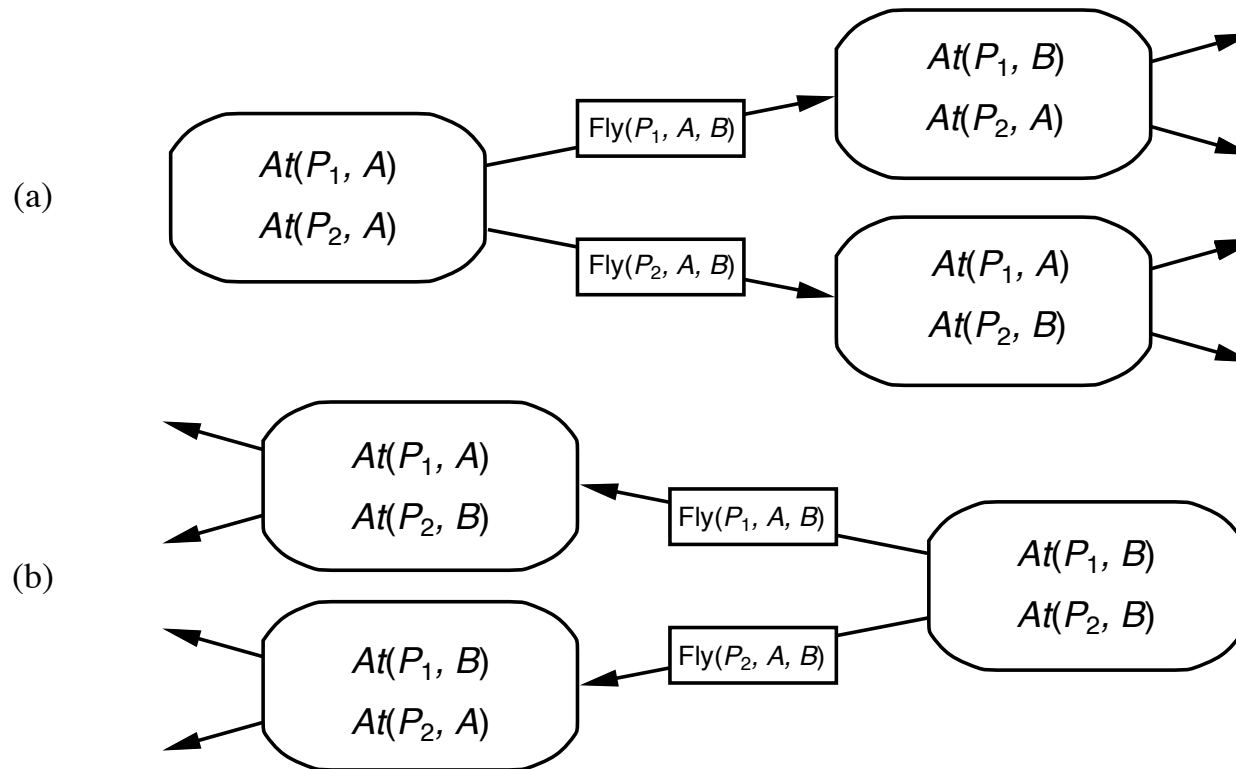 (a)
At(P₁, A)
At(P₂, A)
Fly(P₁, A, B)
Fly(P₂, A, B)
At(P₁, B)
At(P₂, A)
At(P₁, A)
At(P₂, B)
(b)
At(P₁, A)
At(P₂, B)
At(P₁, B)
At(P₂, A)
Fly(P₁, A, B)
Fly(P₂, A, B)
At(P₁, B)
At(P₂, B)